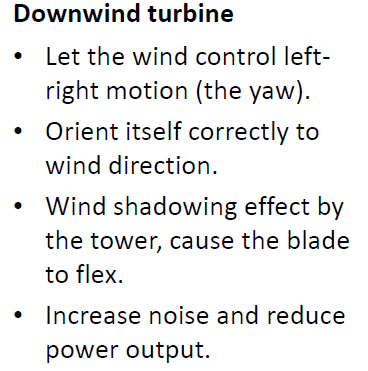 Downwind turbine
• Let the wind control left-
right motion (the yaw).
• Orient itself correctly to
wind direction.
• Wind shadowing effect by
the tower, cause the blade
to flex.
• Increase noise and reduce
power output.